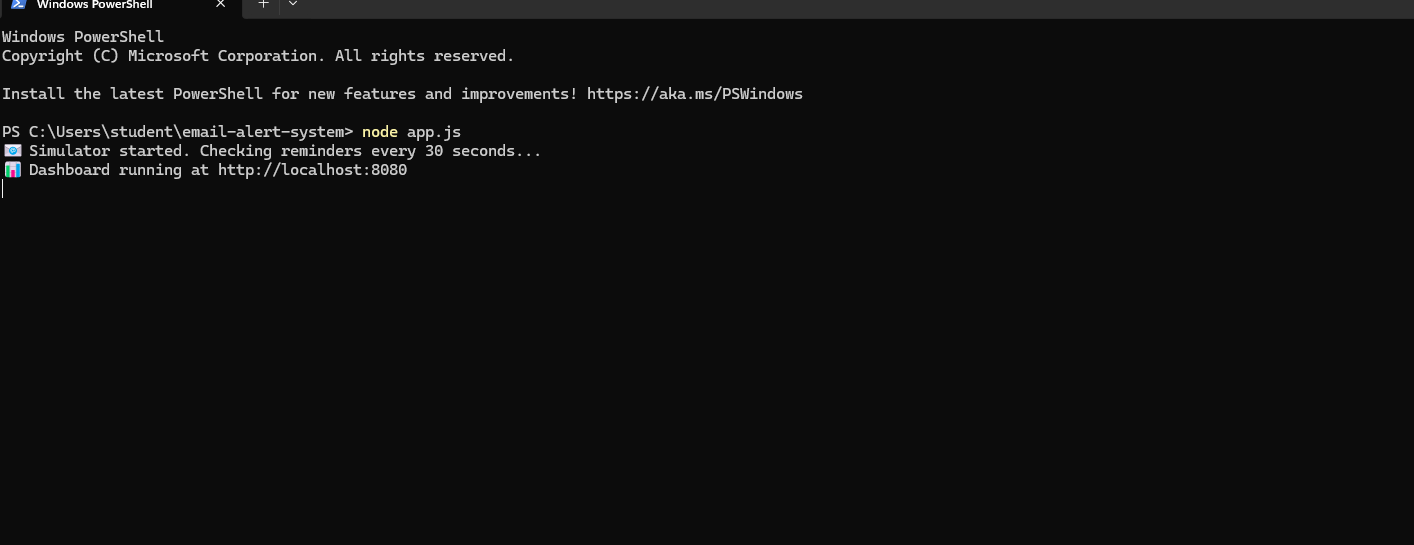 Windows PowerShell
Windows PowerShell
Copyright (C) Microsoft Corporation. All rights reserved.
Install the latest PowerShell for new features and improvements! https://aka.ms/PSWindows
PS C:\Users\student\email-alert-system> node app.js
📧 Simulator started. Checking reminders every 30 seconds...
📊 Dashboard running at http://localhost:8080